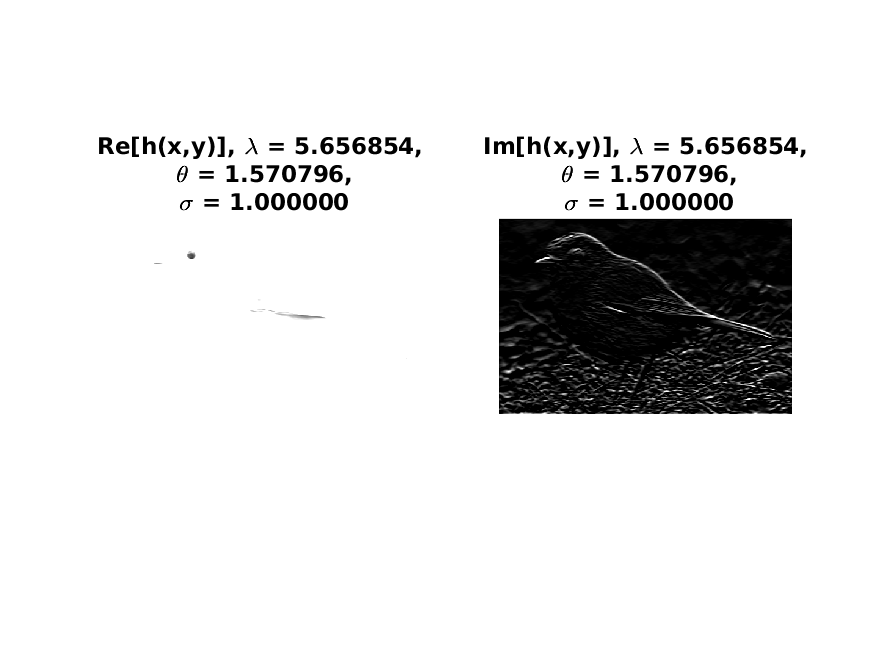 Re[h(x,y)], λ = 5.656854,
θ = 1.570796,
σ = 1.000000
Im[h(x,y)], λ = 5.656854,
θ = 1.570796,
σ = 1.000000